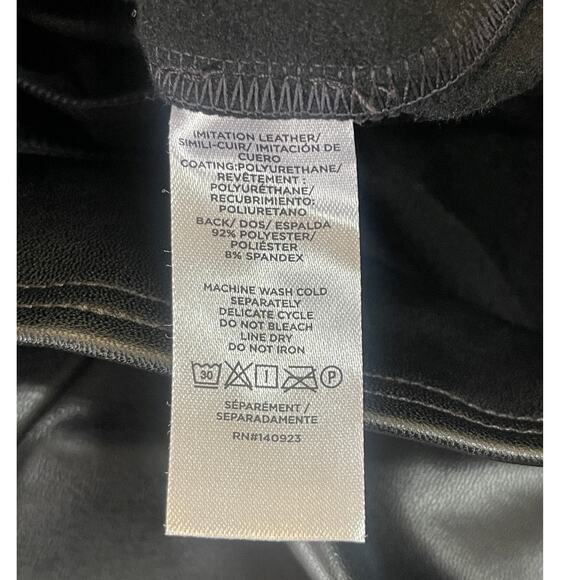 IMITATION LEATHER/
SIMILI-CUIR/ IMITACIÓN DE
CUERO
COATING:POLYURETHANE/
REVÊTEMENT :
POLYURÉTHANE/
RECUBRIMIENTO:
POLIURETANO
BACK/ DOS/ ESPALDA
92% POLYESTER/
POLIÉSTER
8% SPANDEX
MACHINE WASH COLD
SEPARATELY
DELICATE CYCLE
DO NOT BLEACH
LINE DRY
DO NOT IRON
30 P
SÉPARÉMENT /
SEPARADAMENTE
RN#140923